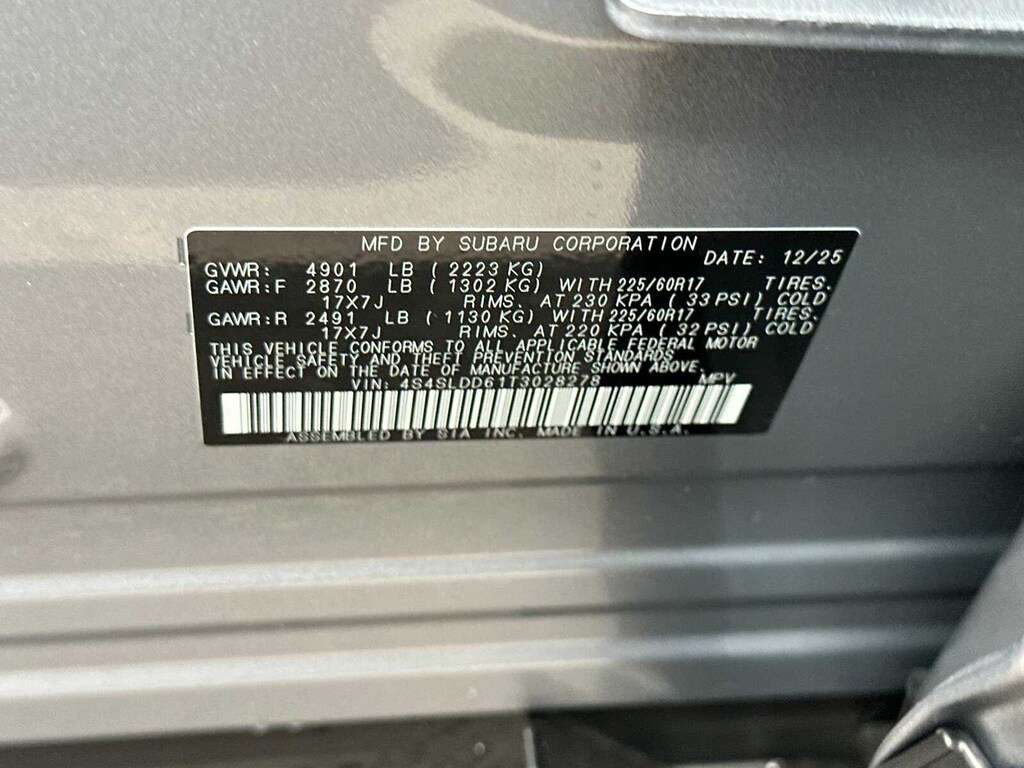 MFD BY SUBARU CORPORATION
DATE: 12/25
GVWR: 4901 LB (2223 KG)
GAWR:F 2870 LB (1302 KG) WITH 225/60R17 TIRES.
17X7J RIMS. AT 230 KPA (33 PSI) COLD
GAWR:R 2491 LB (1130 KG) WITH 225/60R17 TIRES.
17X7J RIMS. AT 220 KPA (32 PSI) COLD
THIS VEHICLE CONFORMS TO ALL APPLICABLE FEDERAL MOTOR
VEHICLE SAFETY AND THEFT PREVENTION STANDARDS
IN EFFECT ON THE DATE OF MANUFACTURE SHOWN ABOVE.
VIN: 4S4SLDD61T3028278 MPV
ASSEMBLED BY SIA INC. MADE IN U.S.A.